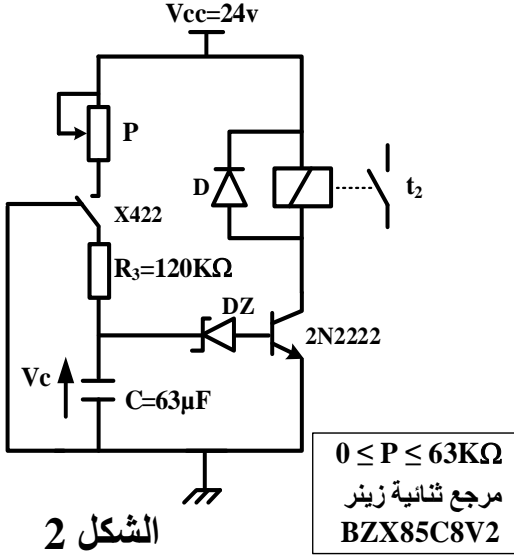 Vcc=24v
P
D
t₂
X422
R₃=120KΩ
DZ
2N2222
Vc
C=63µF
0 ≤ P ≤ 63KΩ
مرجع ثنائية زينر
BZX85C8V2
الشكل 2